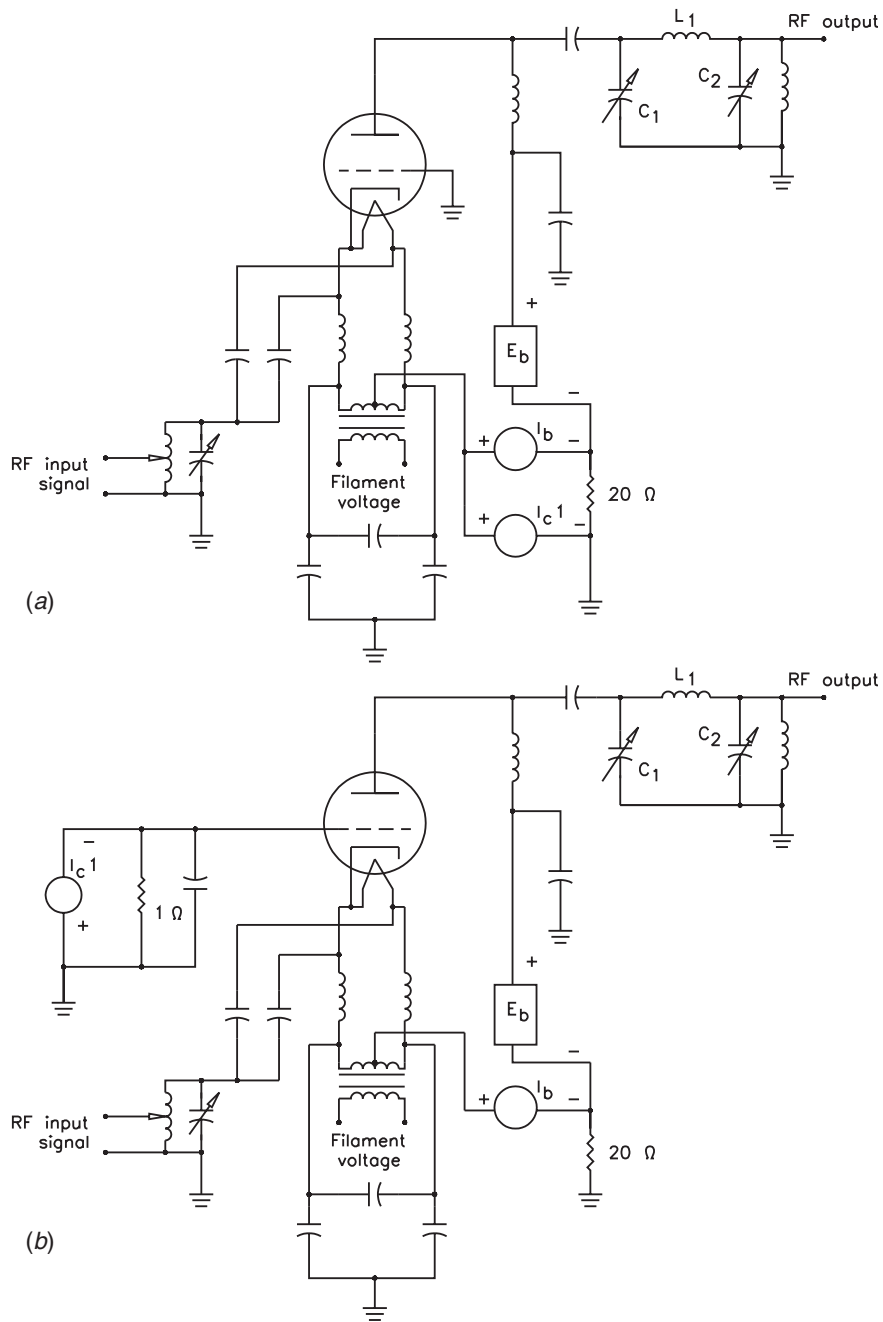 L1
RF output
C2
C1
+
Eb
−
Ib
+ −
RF input
signal
Filament
voltage
20 Ω
Ic1
+ −
(a)
L1
RF output
C2
C1
−
Ic1
1 Ω
+
+
Eb
−
Ib
+ −
RF input
signal
Filament
voltage
20 Ω
(b)